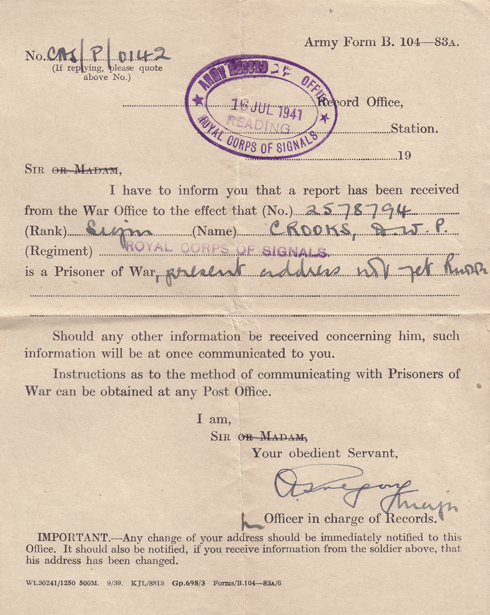 Army Form B. 104—83A.
No. CAS/P/0142
(If replying, please quote
above No.)
ARMY RECORD OFFICE
16 JUL 1941
READING
ROYAL CORPS OF SIGNALS
Record Office,
Station.
19
SIR OR MADAM,
I have to inform you that a report has been received
from the War Office to the effect that (No.) 2578794
(Rank) Sigmn (Name) CROOKS, D.W.P.
(Regiment) ROYAL CORPS OF SIGNALS.
is a Prisoner of War, present address not yet known
Should any other information be received concerning him, such
information will be at once communicated to you.
Instructions as to the method of communicating with Prisoners of
War can be obtained at any Post Office.
I am,
SIR OR MADAM,
Your obedient Servant,
Major
Officer in charge of Records.
IMPORTANT.—Any change of your address should be immediately notified to this
Office. It should also be notified, if you receive information from the soldier above, that
his address has been changed.
Wt.30241/1250 500M. 9/39. KJL/8815 Gp.698/3 Forms/B.104—83A/6